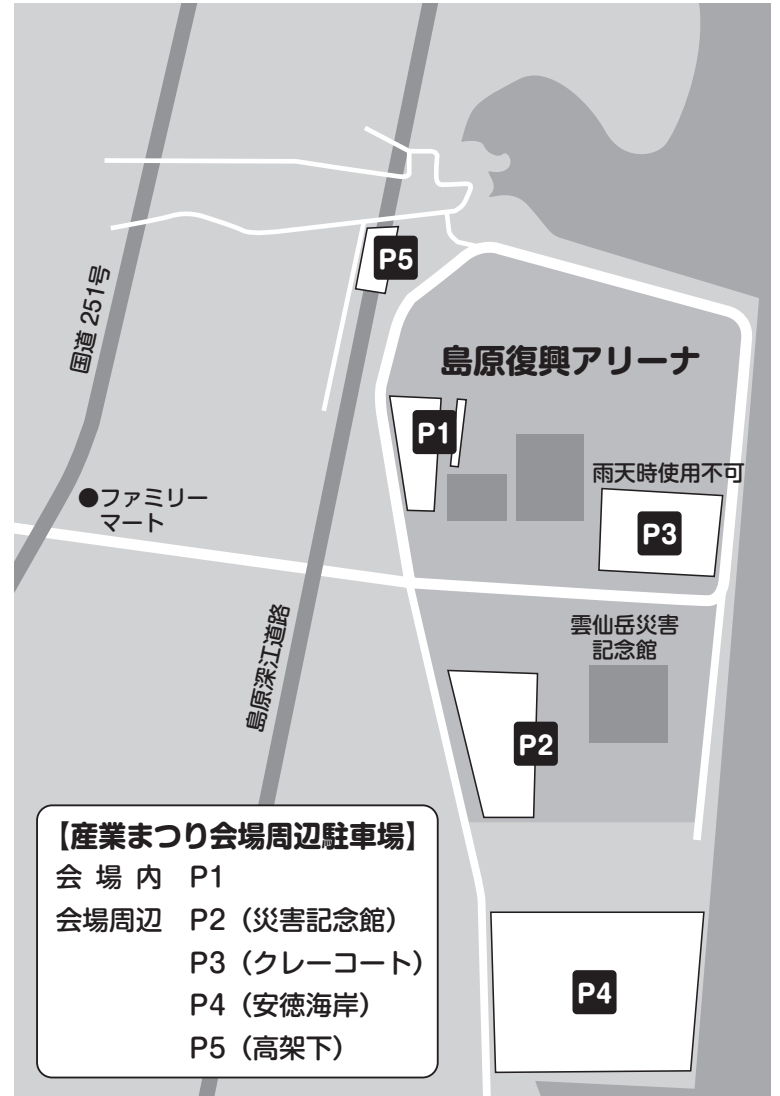 P5
国道 251号
島原復興アリーナ
P1
●ファミリー
マート
雨天時使用不可
P3
島原深江道路
雲仙岳災害
記念館
P2
【産業まつり会場周辺駐車場】
会 場 内 P1
会場周辺 P2（災害記念館）
P3（クレーコート）
P4（安徳海岸）
P5（高架下）
P4